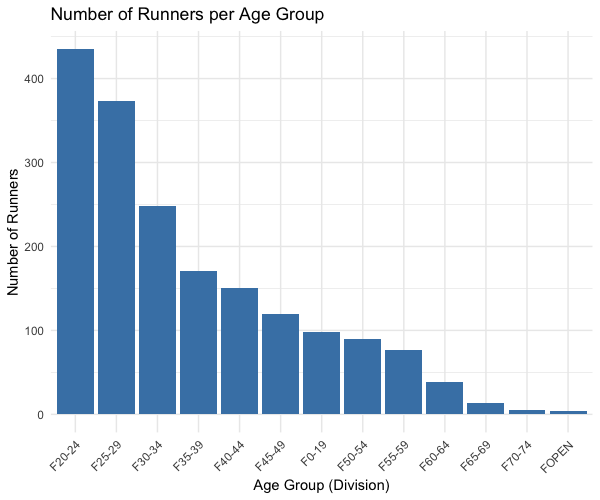 Number of Runners per Age Group
Number of Runners
400
300
200
100
0
F20-24
F25-29
F30-34
F35-39
F40-44
F45-49
F0-19
F50-54
F55-59
F60-64
F65-69
F70-74
FOPEN
Age Group (Division)